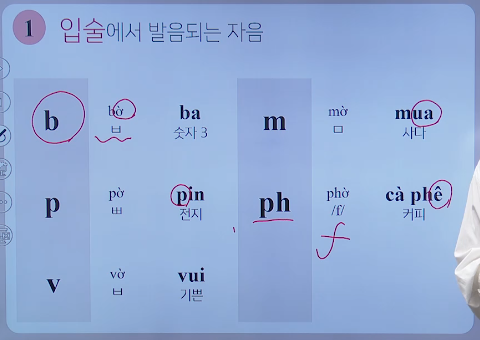 1 입술에서 발음되는 자음
b bờ ba m mờ mua
ㅂ 숫자 3 ㅁ 사다
p pờ pin ph phờ cà phê
ㅃ 전지 /f/ 커피
f
v vờ vui
ㅂ 기쁜